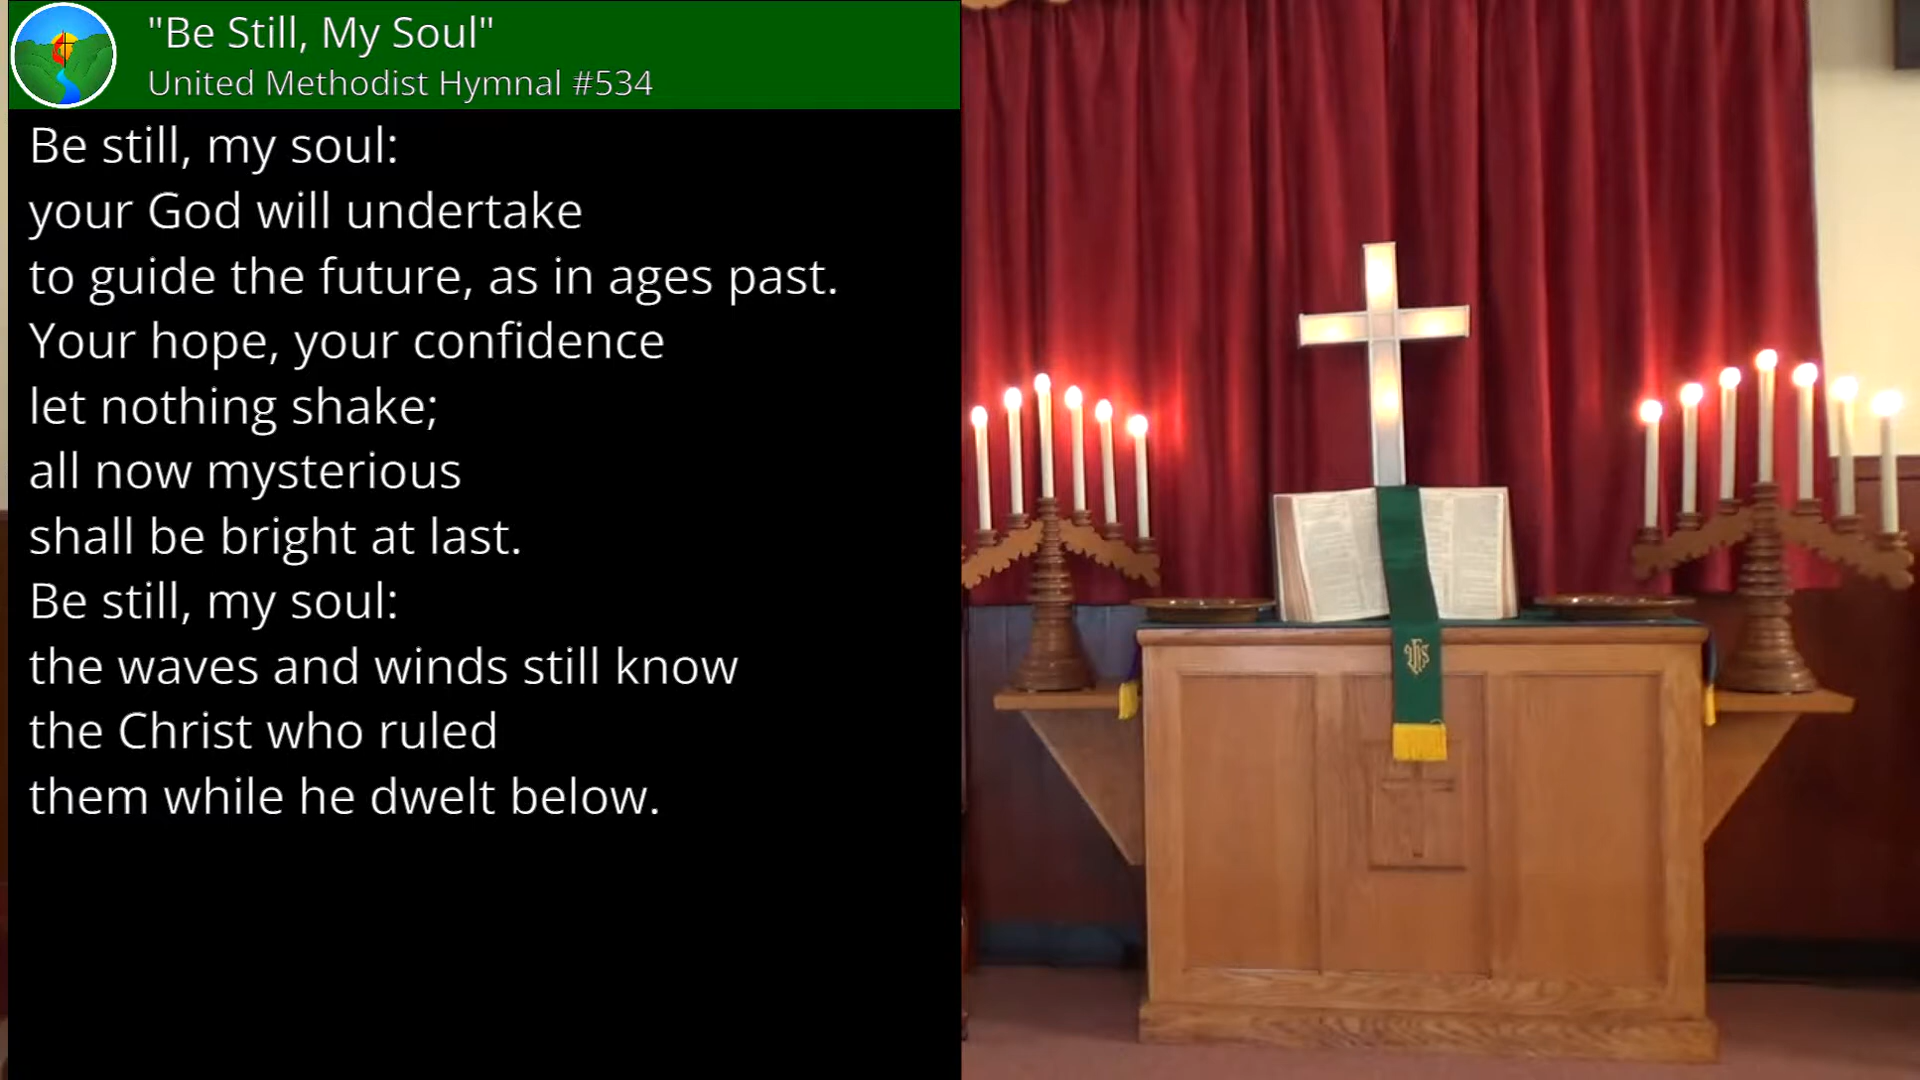 "Be Still, My Soul"
United Methodist Hymnal #534
Be still, my soul:
your God will undertake
to guide the future, as in ages past.
Your hope, your confidence
let nothing shake;
all now mysterious
shall be bright at last.
Be still, my soul:
the waves and winds still know
the Christ who ruled
them while he dwelt below.